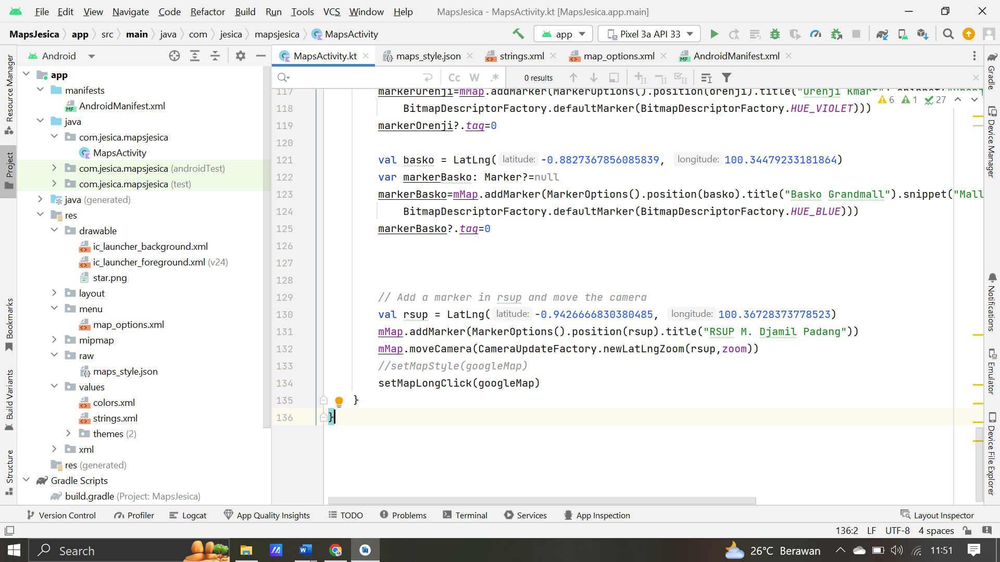 File Edit View Navigate Code Refactor Build Run Tools VCS Window Help MapsJesica - MapsActivity.kt [MapsJesica.app.main]
MapsJesica app src main java com jesica mapsjesica MapsActivity app Pixel 3a API 33
Android
MapsActivity.kt maps_style.json strings.xml map_options.xml AndroidManifest.xml
Cc W .* 0 results
6 1 27
app
manifests
AndroidManifest.xml
java
com.jesica.mapsjesica
MapsActivity
com.jesica.mapsjesica (androidTest)
com.jesica.mapsjesica (test)
java (generated)
res
drawable
ic_launcher_background.xml
ic_launcher_foreground.xml (v24)
star.png
layout
menu
map_options.xml
mipmap
raw
maps_style.json
values
colors.xml
strings.xml
themes (2)
xml
res (generated)
Gradle Scripts
build.gradle (Project: MapsJesica)
117 markerOrenji=mMap.addMarker(MarkerOptions().position(orenji).title("Orenji Kmart").snippet("Orenj
118 BitmapDescriptorFactory.defaultMarker(BitmapDescriptorFactory.HUE_VIOLET)))
119 markerOrenji?.tag=0
120
121 val basko = LatLng( latitude: -0.8827367856085839, longitude: 100.34479233181864)
122 var markerBasko: Marker?=null
123 markerBasko=mMap.addMarker(MarkerOptions().position(basko).title("Basko Grandmall").snippet("Mall
124 BitmapDescriptorFactory.defaultMarker(BitmapDescriptorFactory.HUE_BLUE)))
125 markerBasko?.tag=0
126
127
128
129 // Add a marker in rsup and move the camera
130 val rsup = LatLng( latitude: -0.9426666830380485, longitude: 100.36728373778523)
131 mMap.addMarker(MarkerOptions().position(rsup).title("RSUP M. Djamil Padang"))
132 mMap.moveCamera(CameraUpdateFactory.newLatLngZoom(rsup,zoom))
133 //setMapStyle(googleMap)
134 setMapLongClick(googleMap)
135 }
136 }
Resource Manager
Project
Bookmarks
Build Variants
Structure
Gradle
Device Manager
Notifications
Emulator
Device File Explorer
Version Control Profiler Logcat App Quality Insights TODO Problems Terminal Services App Inspection Layout Inspector
136:2 LF UTF-8 4 spaces
Search 26°C Berawan 11:51